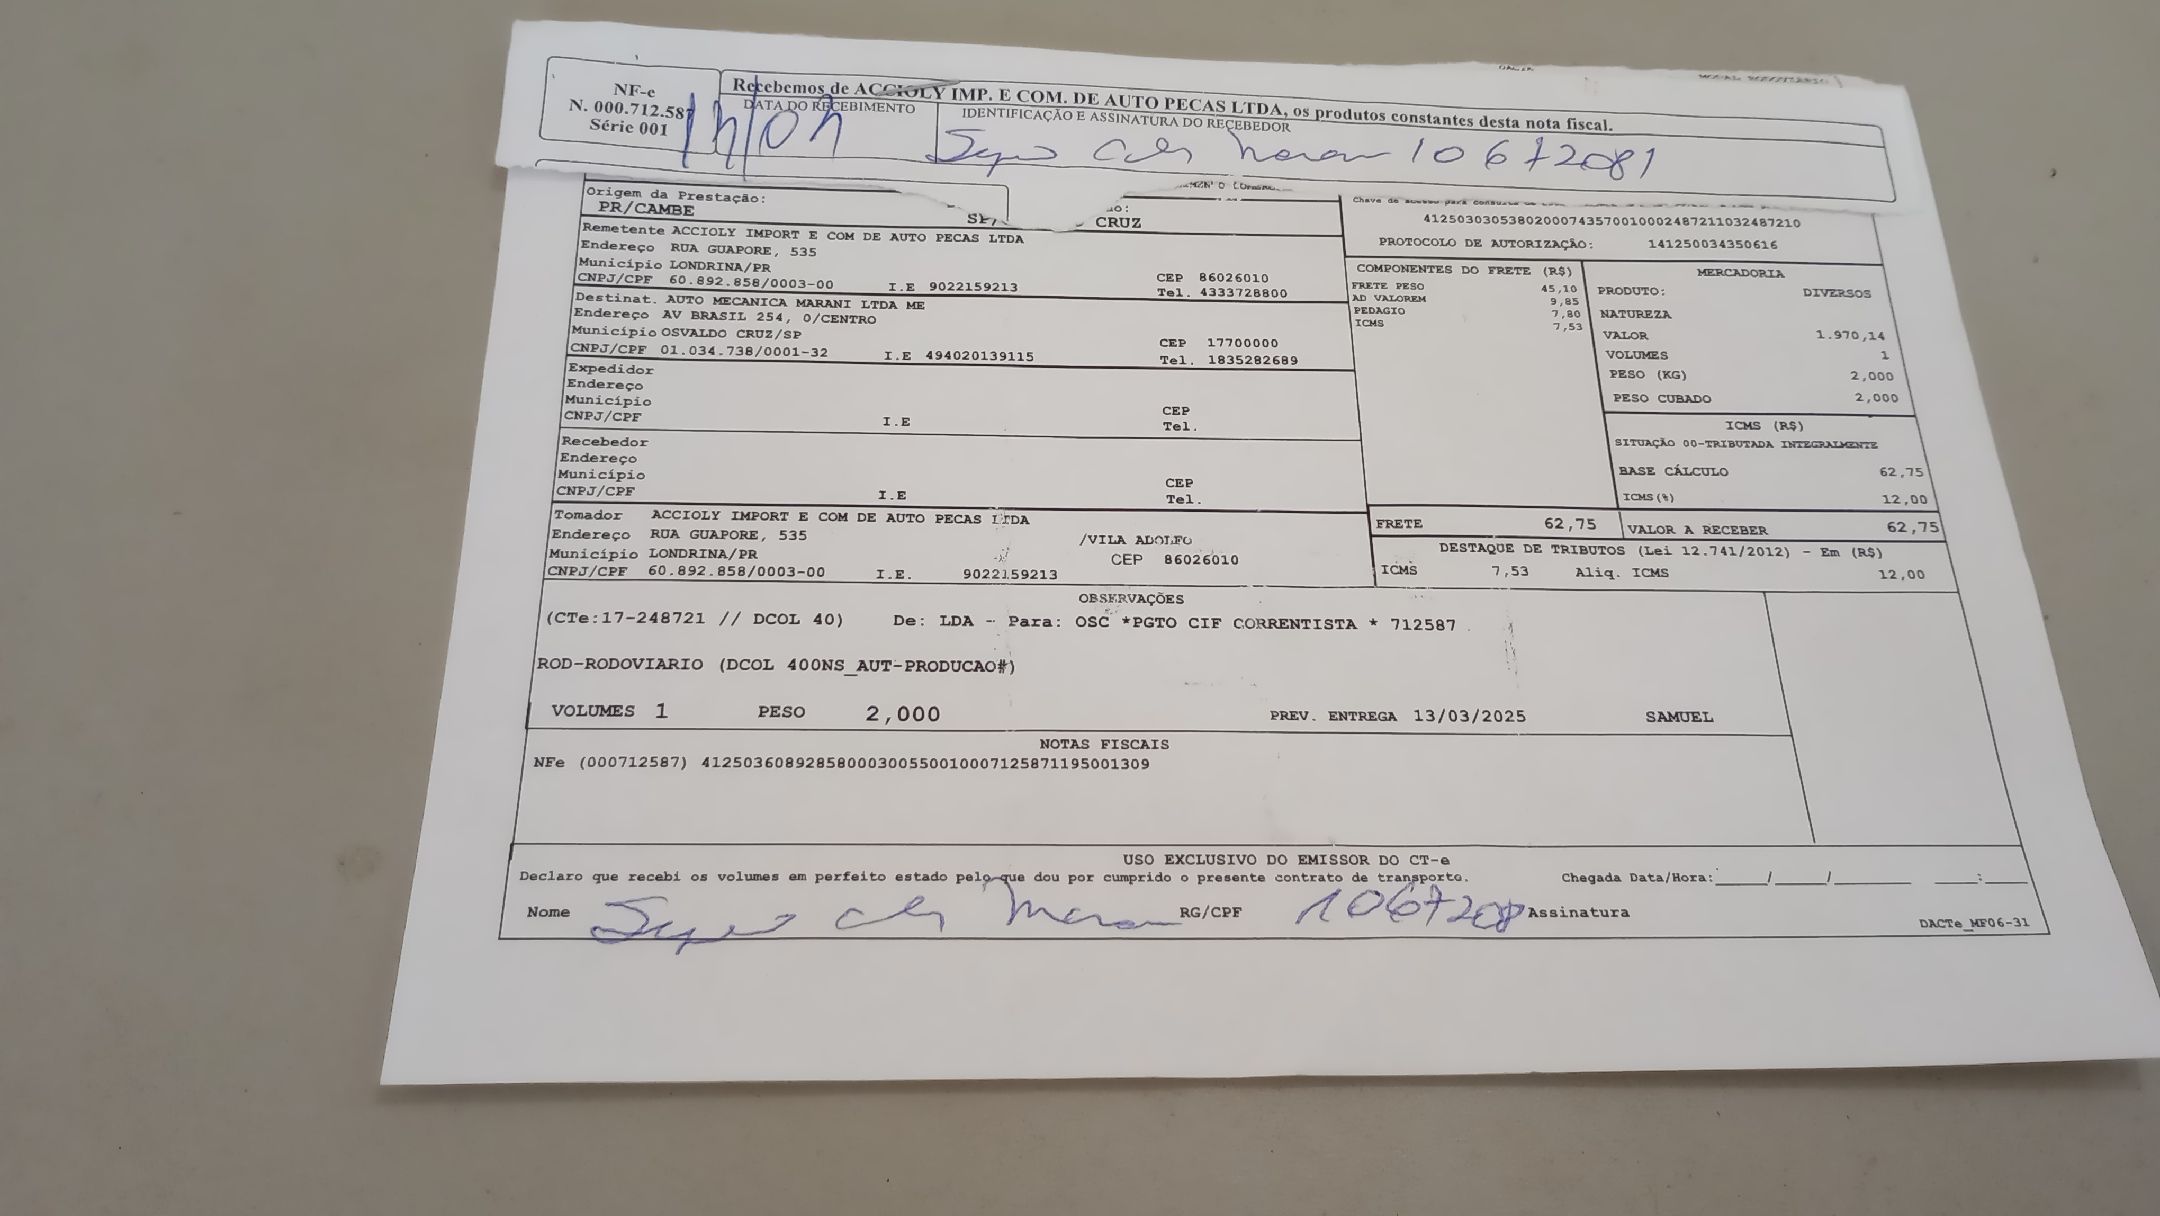 NF-e
N. 000.712.587
Série 001
Recebemos de ACCIOLY IMP. E COM. DE AUTO PECAS LTDA, os produtos constantes desta nota fiscal.
DATA DO RECEBIMENTO
IDENTIFICAÇÃO E ASSINATURA DO RECEBEDOR
10672081
Origem da Prestação:
PR/CAMBE
CRUZ
41250303053802000743570010002487211032487210
PROTOCOLO DE AUTORIZAÇÃO: 141250034350616
Remetente ACCIOLY IMPORT E COM DE AUTO PECAS LTDA
Endereço RUA GUAPORE, 535
Município LONDRINA/PR CEP 86026010
CNPJ/CPF 60.892.858/0003-00 I.E 9022159213 Tel. 4333728800
Destinat. AUTO MECANICA MARANI LTDA ME
Endereço AV BRASIL 254, 0/CENTRO
Município OSVALDO CRUZ/SP CEP 17700000
CNPJ/CPF 01.034.738/0001-32 I.E 494020139115 Tel. 1835282689
Expedidor
Endereço
Município CEP
CNPJ/CPF I.E Tel.
Recebedor
Endereço
Município CEP
CNPJ/CPF I.E Tel.
Tomador ACCIOLY IMPORT E COM DE AUTO PECAS LTDA
Endereço RUA GUAPORE, 535 /VILA ADOLFO
Município LONDRINA/PR CEP 86026010
CNPJ/CPF 60.892.858/0003-00 I.E. 9022159213
COMPONENTES DO FRETE (R$)
FRETE PESO 45,10
AD VALOREM 9,85
PEDAGIO 7,80
ICMS 7,53
MERCADORIA
PRODUTO: DIVERSOS
NATUREZA
VALOR 1.970,14
VOLUMES 1
PESO (KG) 2,000
PESO CUBADO 2,000
ICMS (R$)
SITUAÇÃO 00-TRIBUTADA INTEGRALMENTE
BASE CÁLCULO 62,75
ICMS(%) 12,00
FRETE 62,75 VALOR A RECEBER 62,75
DESTAQUE DE TRIBUTOS (Lei 12.741/2012) - Em (R$)
ICMS 7,53 Aliq. ICMS 12,00
OBSERVAÇÕES
(CTe:17-248721 // DCOL 40) De: LDA - Para: OSC *PGTO CIF CORRENTISTA * 712587
ROD-RODOVIARIO (DCOL 400NS_AUT-PRODUCAO#)
VOLUMES 1 PESO 2,000 PREV. ENTREGA 13/03/2025 SAMUEL
NOTAS FISCAIS
NFe (000712587) 41250360892858000300550010007125871195001309
USO EXCLUSIVO DO EMISSOR DO CT-e
Declaro que recebi os volumes em perfeito estado pelo que dou por cumprido o presente contrato de transporte. Chegada Data/Hora:____/____/______ ____:____
Nome RG/CPF 1067208 Assinatura
DACTe_MF06-31